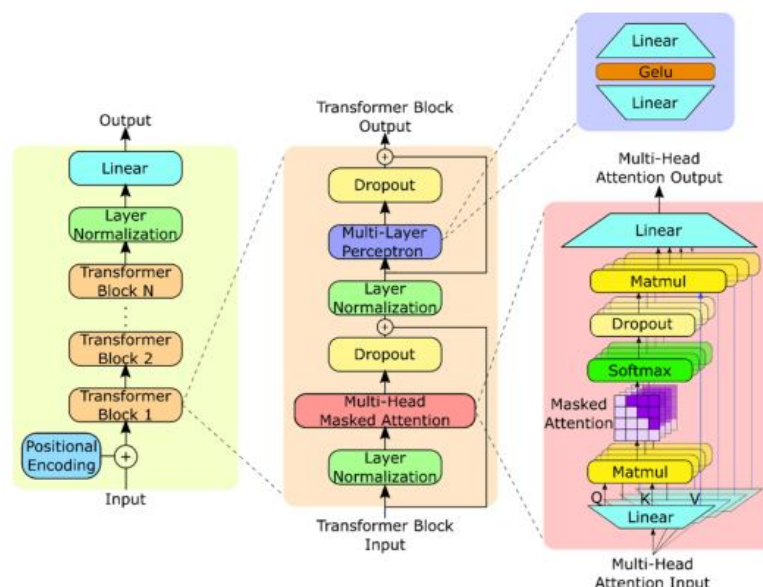 Output
Linear
Layer
Normalization
Transformer
Block N
Transformer
Block 2
Transformer
Block 1
Positional
Encoding
+
Input
Transformer Block
Output
+
Dropout
Multi-Layer
Perceptron
Layer
Normalization
+
Dropout
Multi-Head
Masked Attention
Layer
Normalization
Transformer Block
Input
Linear
Gelu
Linear
Multi-Head
Attention Output
Linear
Matmul
Dropout
Softmax
Masked
Attention
Matmul
Q K V
Linear
Multi-Head
Attention Input